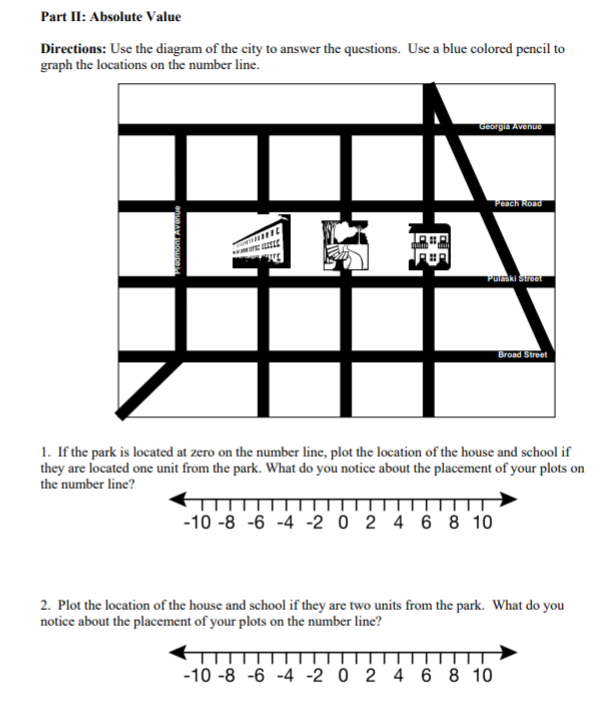 Part II: Absolute Value
Directions: Use the diagram of the city to answer the questions. Use a blue colored pencil to
graph the locations on the number line.
Georgia Avenue
Peach Road
Piedmont Avenue
Pulaski Street
Broad Street
1. If the park is located at zero on the number line, plot the location of the house and school if
they are located one unit from the park. What do you notice about the placement of your plots on
the number line?
-10 -8 -6 -4 -2 0 2 4 6 8 10
2. Plot the location of the house and school if they are two units from the park. What do you
notice about the placement of your plots on the number line?
-10 -8 -6 -4 -2 0 2 4 6 8 10